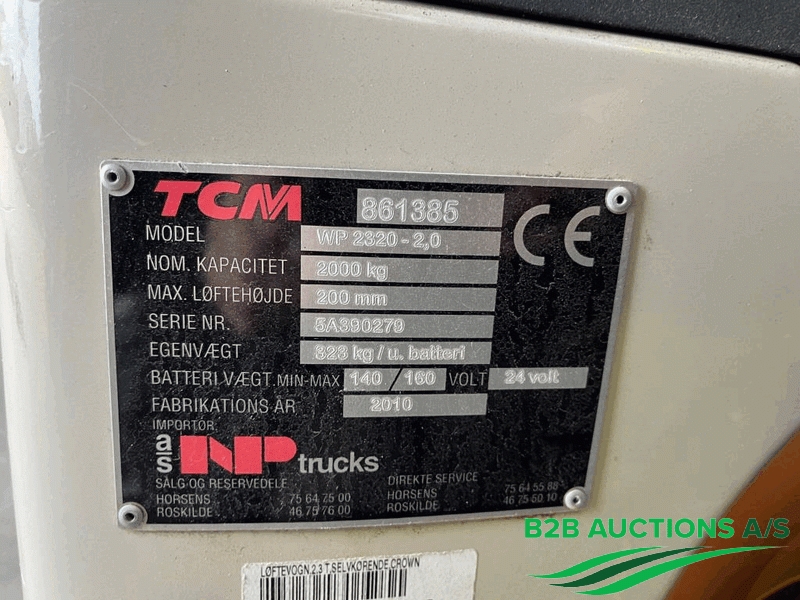 TCM 861385
MODEL WP 2320 - 2,0
CE
NOM. KAPACITET 2000 kg
MAX. LØFTEHØJDE 200 mm
SERIE NR. 5A390279
EGENVÆGT 823 kg / u. batteri
BATTERI VÆGT. MIN-MAX 140 / 160 VOLT 24 volt
FABRIKATIONS ÅR 2010
IMPORTØR:
a/s NP trucks
SALG OG RESERVEDELE
HORSENS 75 64 75 00
ROSKILDE 46 75 76 00
DIREKTE SERVICE
HORSENS 75 64 55 88
ROSKILDE 46 75 50 10
B2B AUCTIONS A/S
LØFTEVOGN,2.3 T,SELVKØRENDE,CROWN